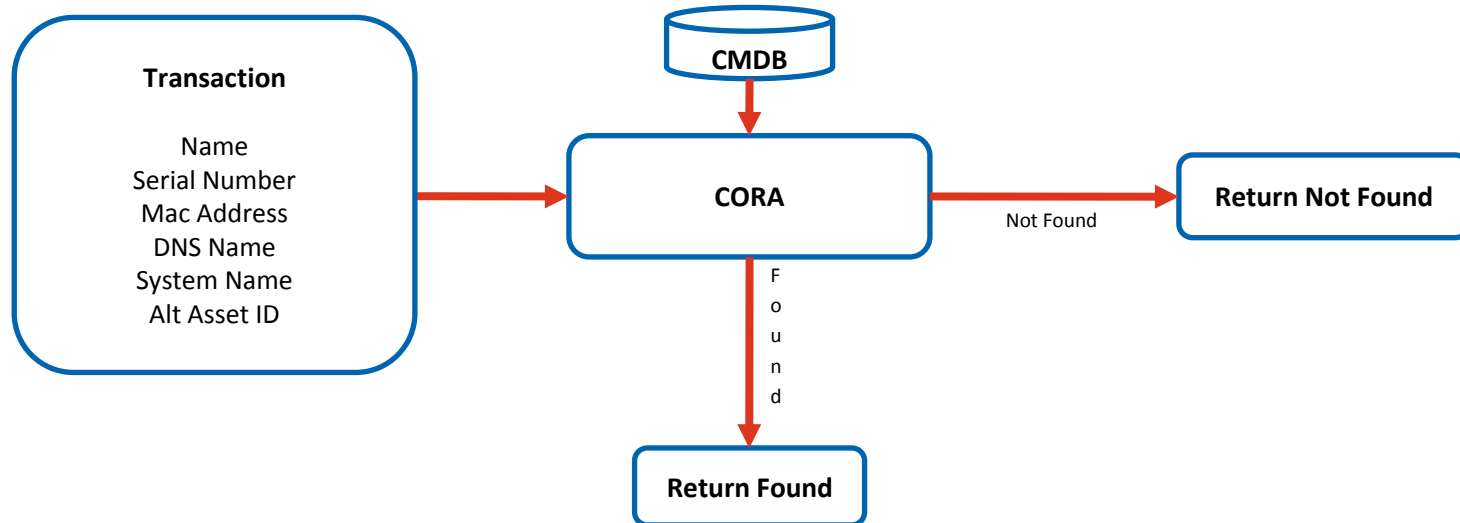 Transaction
Name
Serial Number
Mac Address
DNS Name
System Name
Alt Asset ID
CMDB
CORA
Not Found
Return Not Found
Found
Return Found